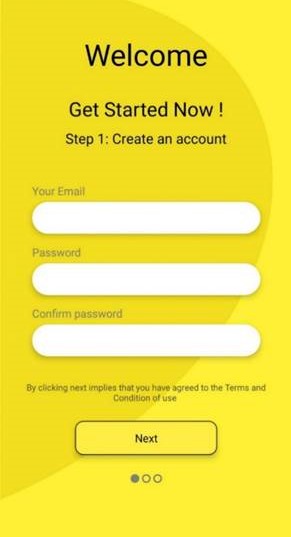 Welcome
Get Started Now !
Step 1: Create an account
Your Email
Password
Confirm password
By clicking next implies that you have agreed to the Terms and
Condition of use
Next